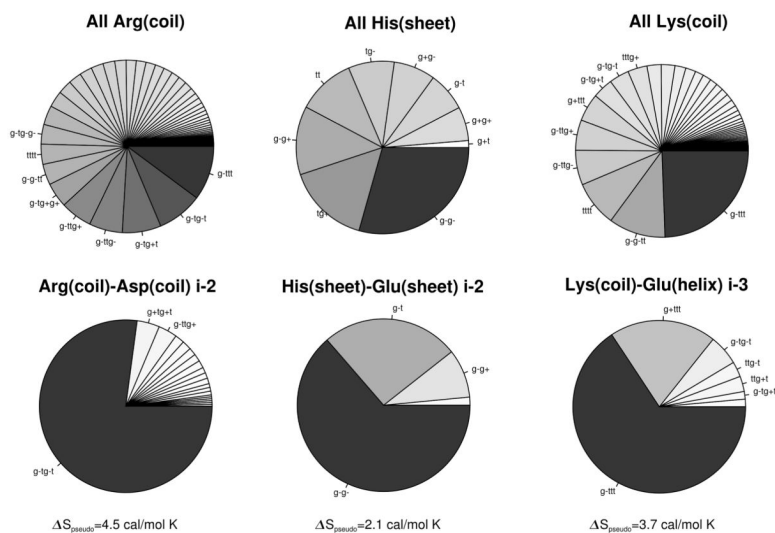 All Arg(coil)
g-tg-g-
tttt
g-g-tt
g-tg+g+
g-ttg+
g-ttg-
g-tg+t
g-tg-t
g-ttt
All His(sheet)
tg-
g+g-
g-t
g+g+
g+t
tt
g-g+
tg+
g-g-
All Lys(coil)
tttg+
g-tg-t
g-tg+t
g+ttt
g-ttg+
g-ttg-
tttt
g-g-tt
g-ttt
Arg(coil)-Asp(coil) i-2
g+tg+t
g-ttg+
g-tg-t
ΔSpseudo=4.5 cal/mol K
His(sheet)-Glu(sheet) i-2
g-t
g-g+
g-g-
ΔSpseudo=2.1 cal/mol K
Lys(coil)-Glu(helix) i-3
g+ttt
g-tg-t
ttg-t
ttg+t
g-tg+t
g-ttt
ΔSpseudo=3.7 cal/mol K